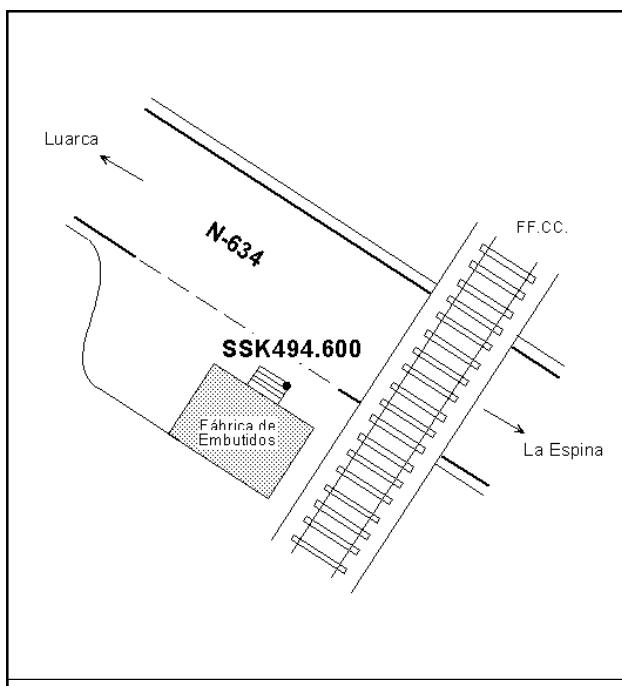 Luarca
N-634
FF.CC.
SSK494.600
Fábrica de
Embutidos
La Espina